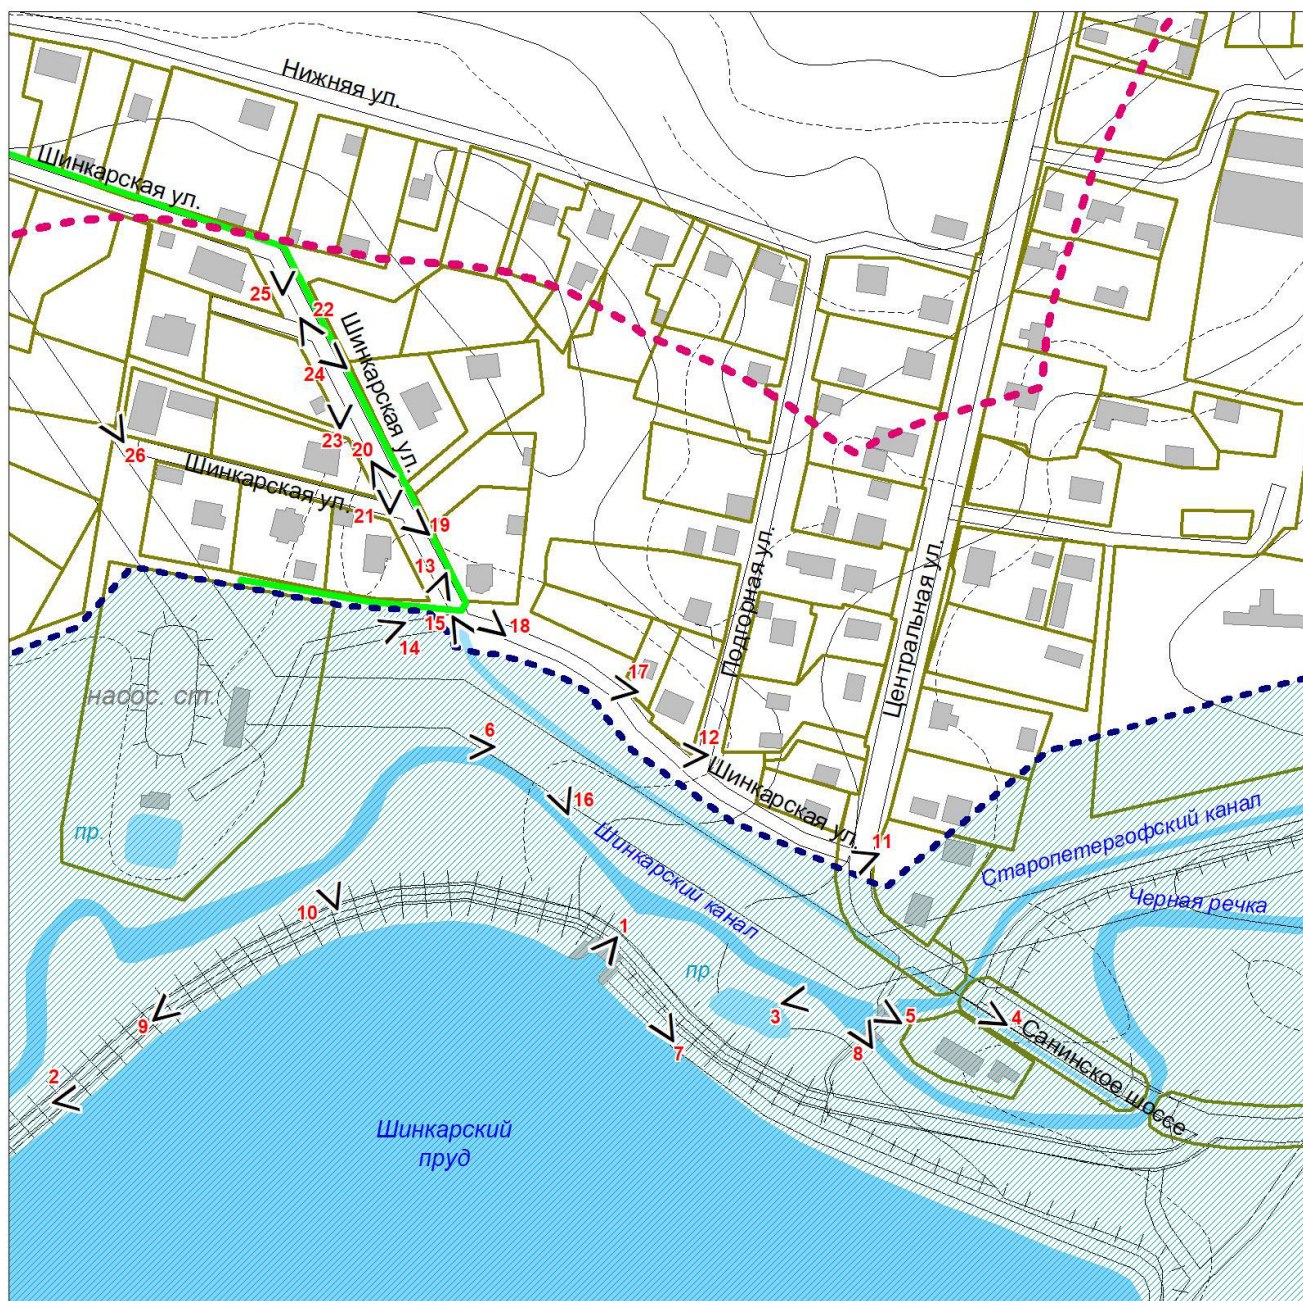 Нижняя ул.
Шинкарская ул.
25
22
Шинкарская ул.
24
23
20
26
Шинкарская ул.
21
19
13
15
18
14
17
Подгорная ул.
Центральная ул.
насос. ст.
6
12
Шинкарская ул.
16
11
пр.
Шинкарский канал
Старопетергофский канал
Черная речка
10
1
пр.
3
5
4
9
7
8
Санинское шоссе
2
Шинкарский
пруд